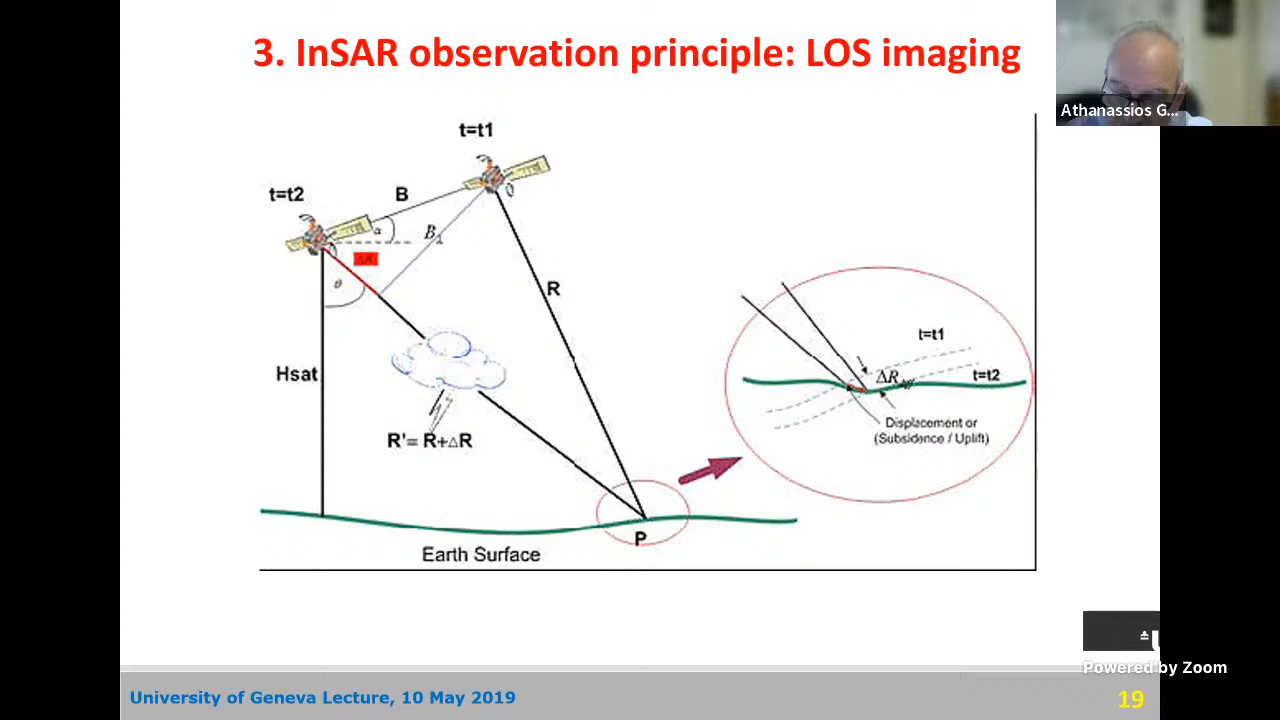 3. InSAR observation principle: LOS imaging
Athanassios G...
t=t1
t=t2
B
α
B⊥
θ
R
Hsat
R'= R+ΔR
t=t1
ΔR
t=t2
Displacement or
(Subsidence / Uplift)
P
Earth Surface
Powered by Zoom
University of Geneva Lecture, 10 May 2019
19